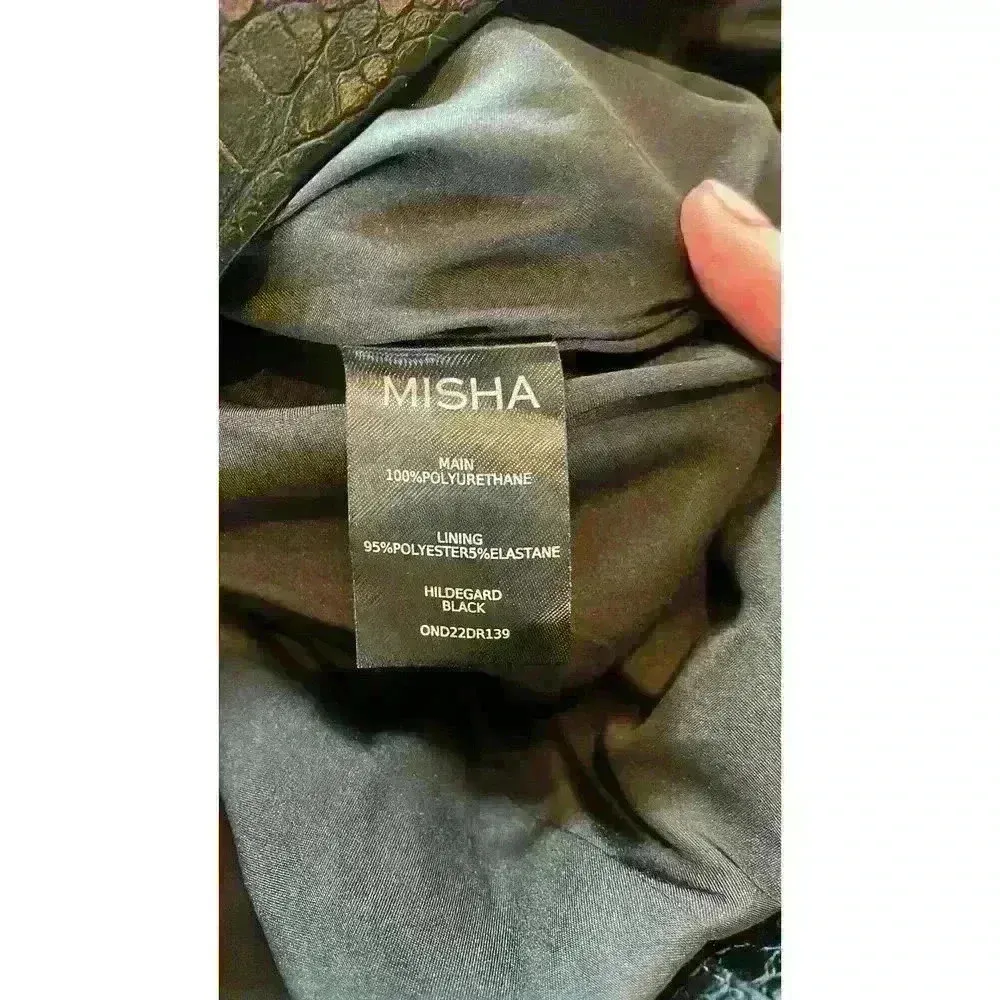 MISHA
MAIN
100%POLYURETHANE
LINING
95%POLYESTER5%ELASTANE
HILDEGARD
BLACK
OND22DR139